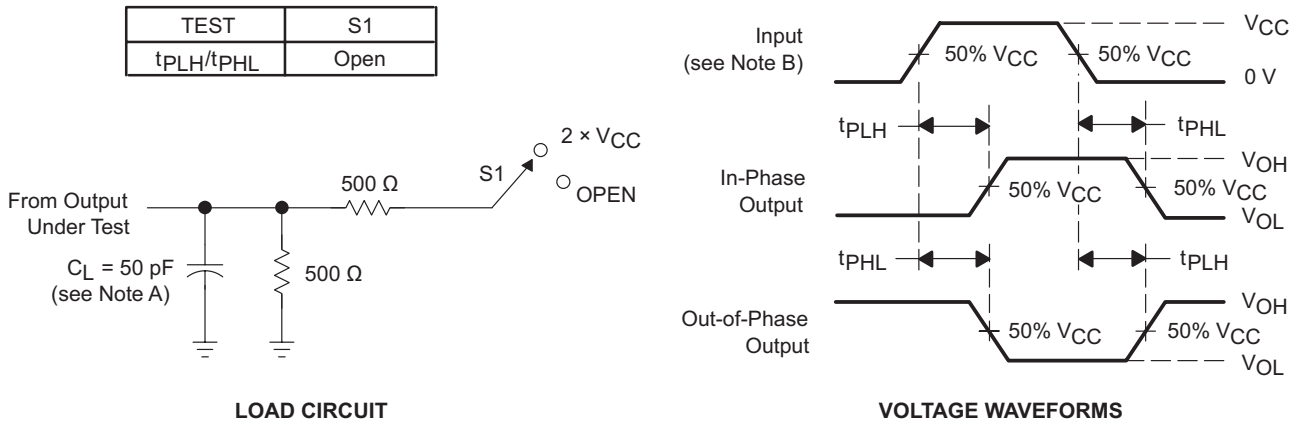 TEST S1
tPLH/tPHL Open
2 × VCC
S1
OPEN
500 Ω
From Output
Under Test
CL = 50 pF
(see Note A)
500 Ω
LOAD CIRCUIT
Input
(see Note B)
50% VCC
50% VCC
VCC
0 V
tPLH
tPHL
In-Phase
Output
50% VCC
50% VCC
VOH
VOL
tPHL
tPLH
Out-of-Phase
Output
50% VCC
50% VCC
VOH
VOL
VOLTAGE WAVEFORMS